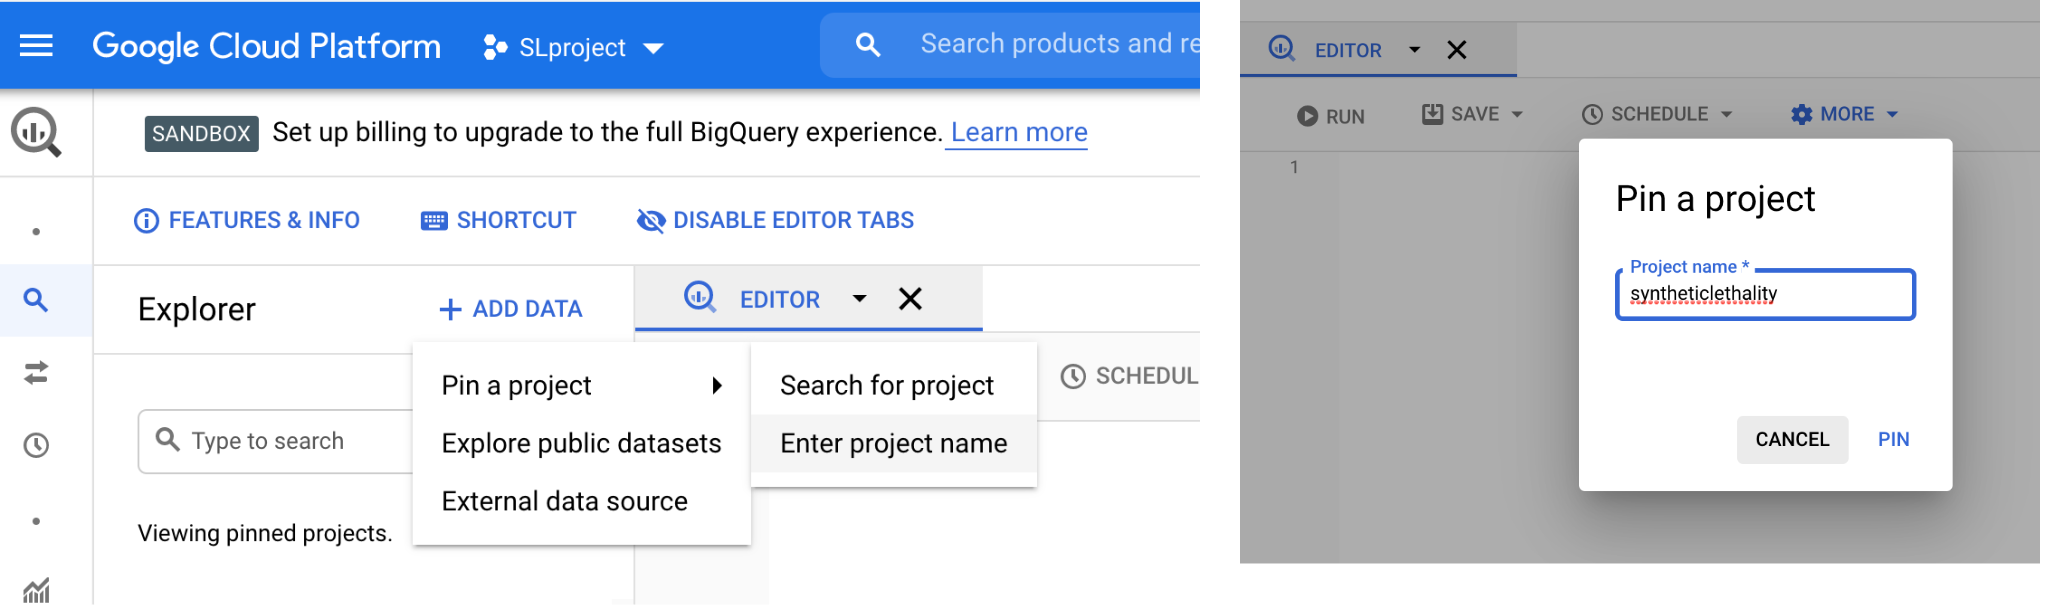 Google Cloud Platform SLproject Search products and re
SANDBOX Set up billing to upgrade to the full BigQuery experience. Learn more
FEATURES & INFO SHORTCUT DISABLE EDITOR TABS
Explorer + ADD DATA EDITOR
Pin a project
Explore public datasets
External data source
Search for project
Enter project name
SCHEDUL
Type to search
Viewing pinned projects.
EDITOR
RUN SAVE SCHEDULE MORE
1
Pin a project
Project name *
syntheticlethality
CANCEL PIN